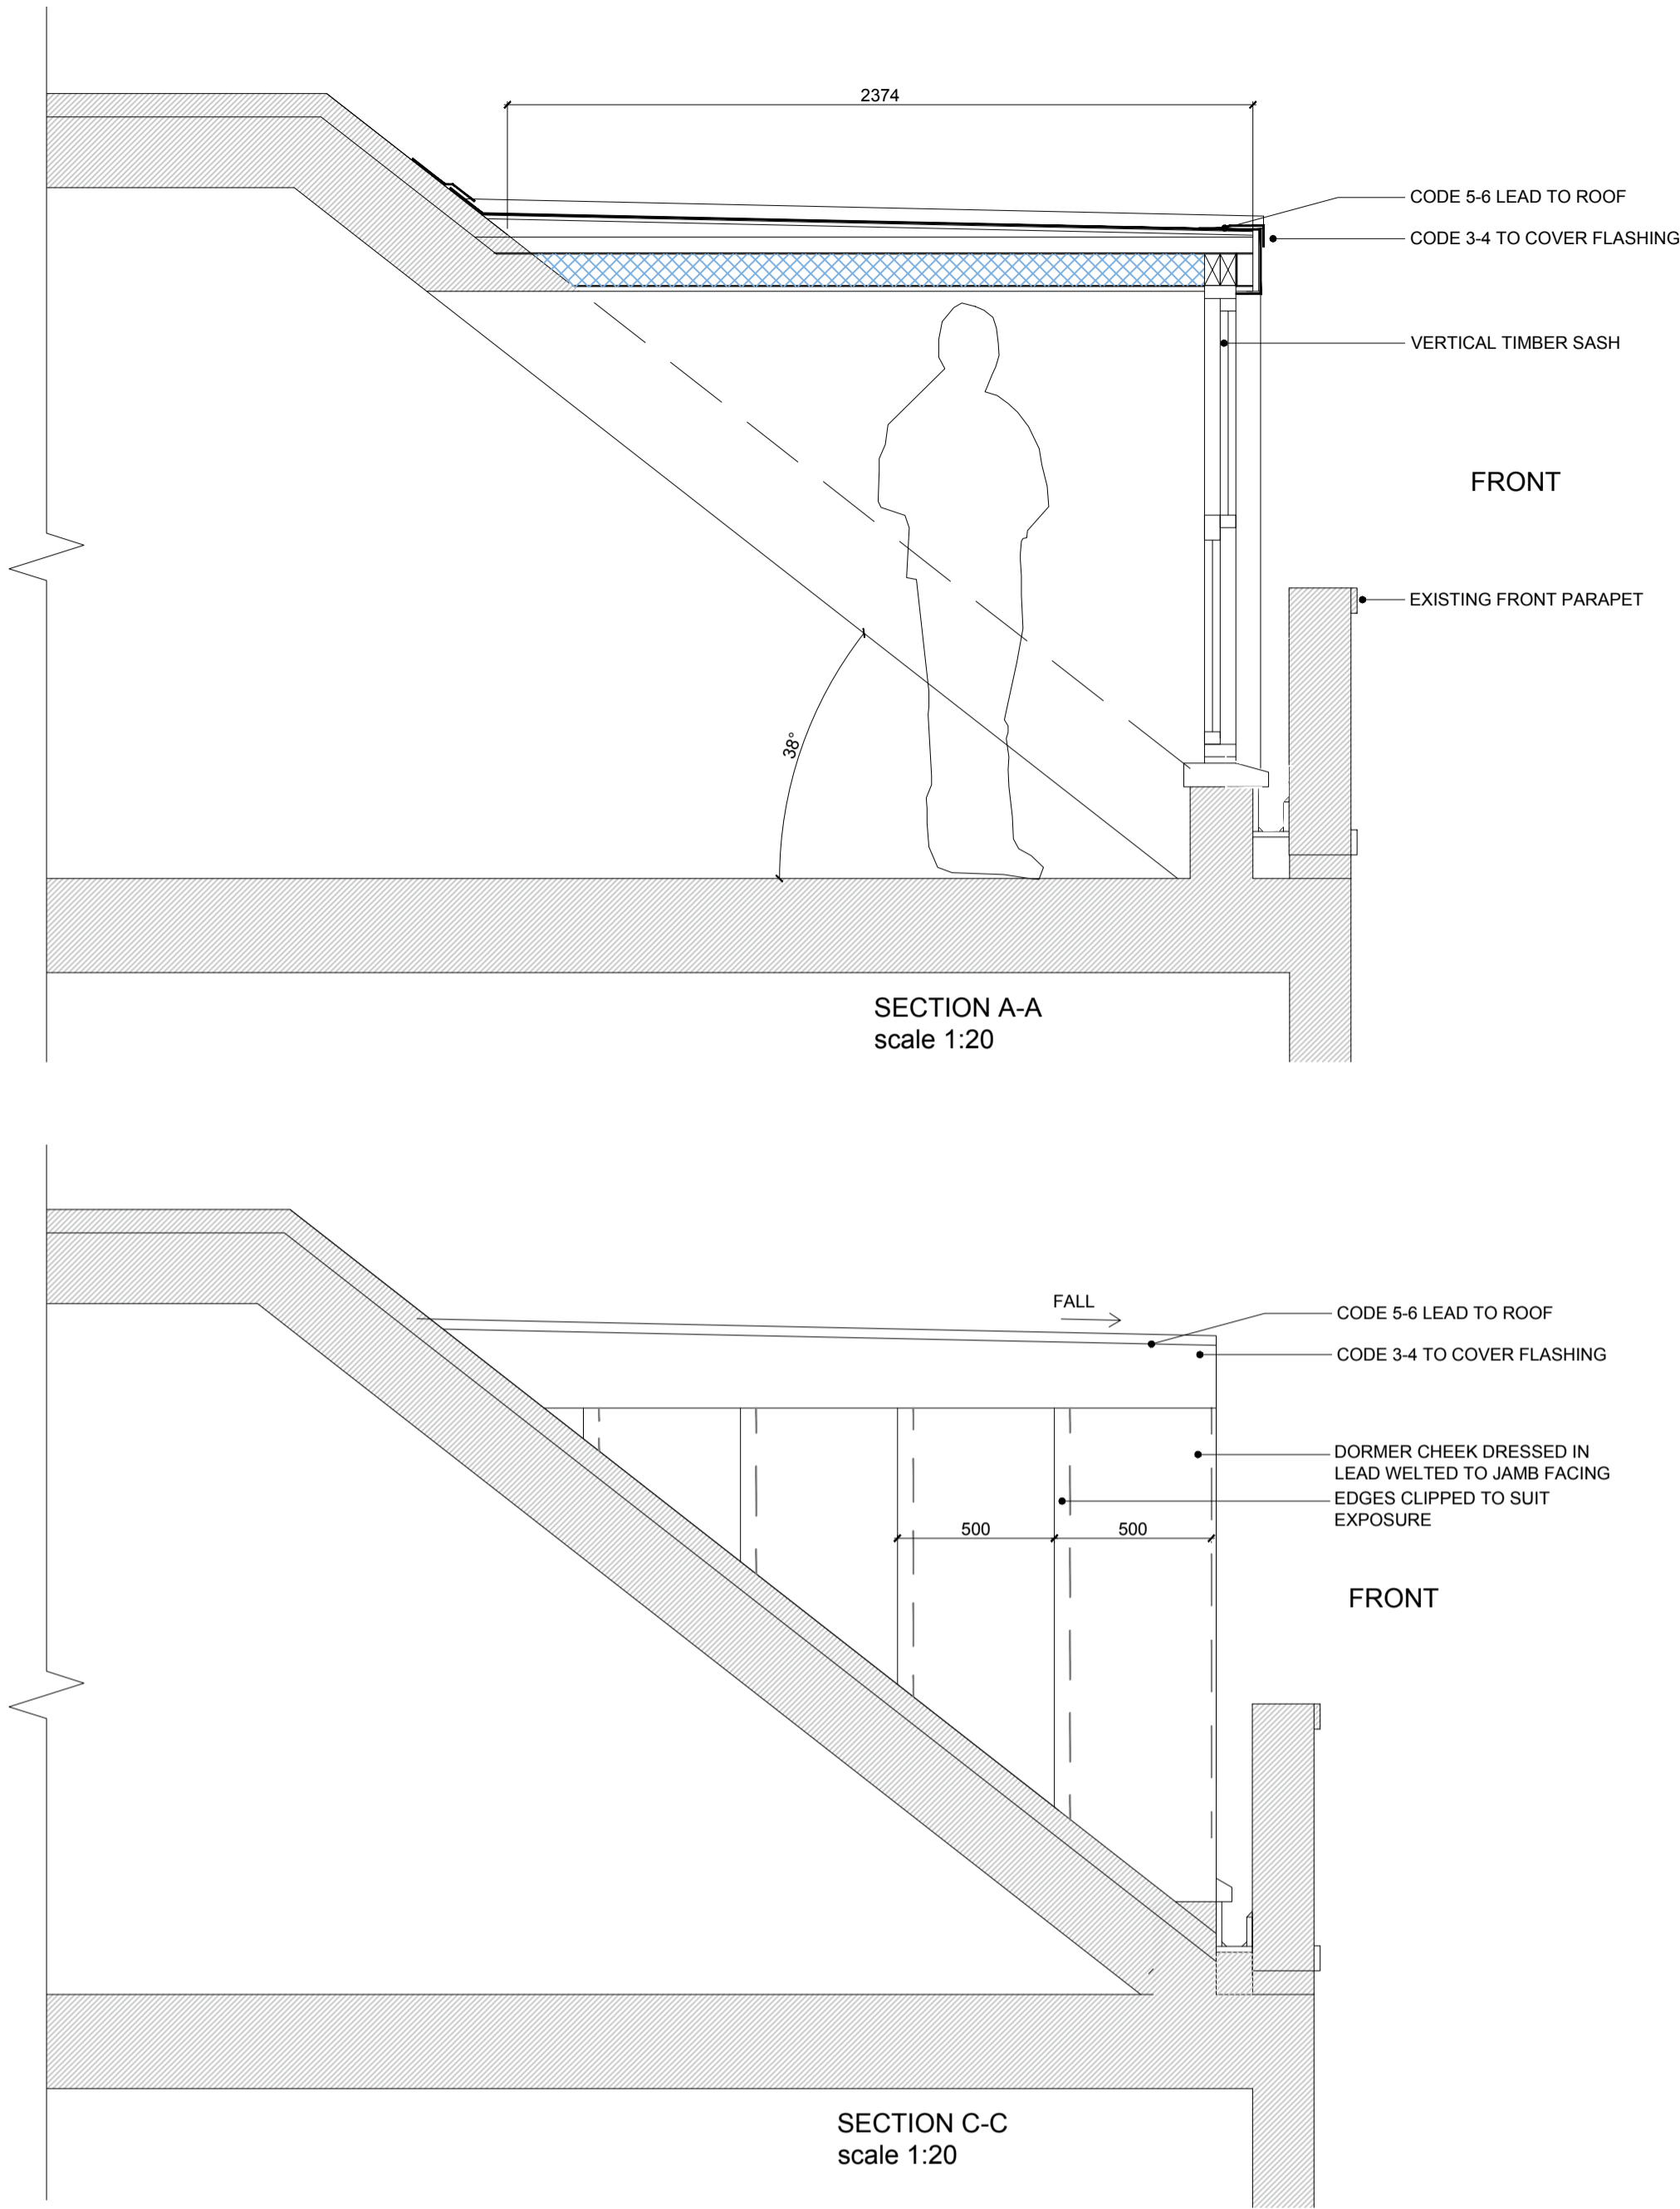 2374
CODE 5-6 LEAD TO ROOF
CODE 3-4 TO COVER FLASHING
VERTICAL TIMBER SASH
FRONT
EXISTING FRONT PARAPET
38°
SECTION A-A
scale 1:20
FALL
CODE 5-6 LEAD TO ROOF
CODE 3-4 TO COVER FLASHING
DORMER CHEEK DRESSED IN
LEAD WELTED TO JAMB FACING
EDGES CLIPPED TO SUIT
EXPOSURE
500
500
FRONT
SECTION C-C
scale 1:20